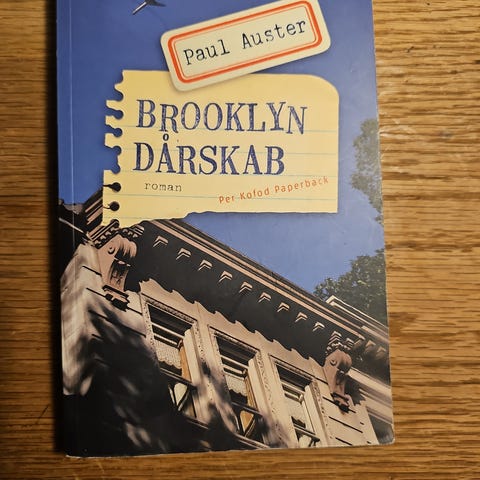 Paul Auster
BROOKLYN
DÅRSKAB
roman
Per Kofod Paperback